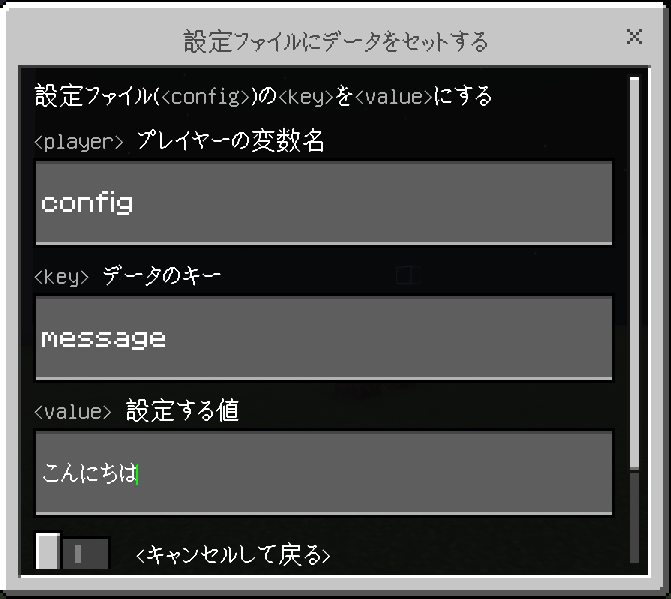 設定ファイルにデータをセットする
設定ファイル(<config>)の<key>を<value>にする
<player> プレイヤーの変数名
config
<key> データのキー
message
<value> 設定する値
こんにちは
<キャンセルして戻る>